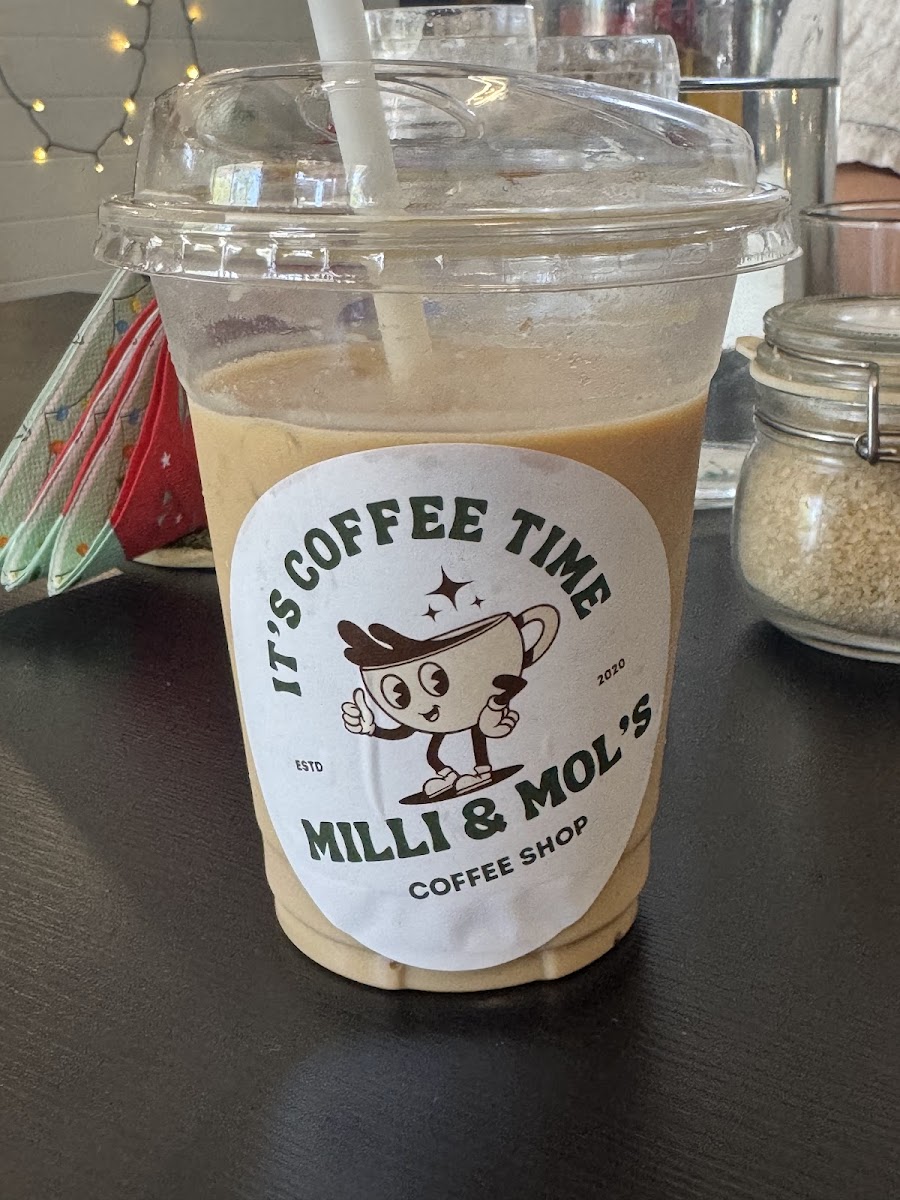 IT'S COFFEE TIME
ESTD
2020
MILLI & MOL'S
COFFEE SHOP